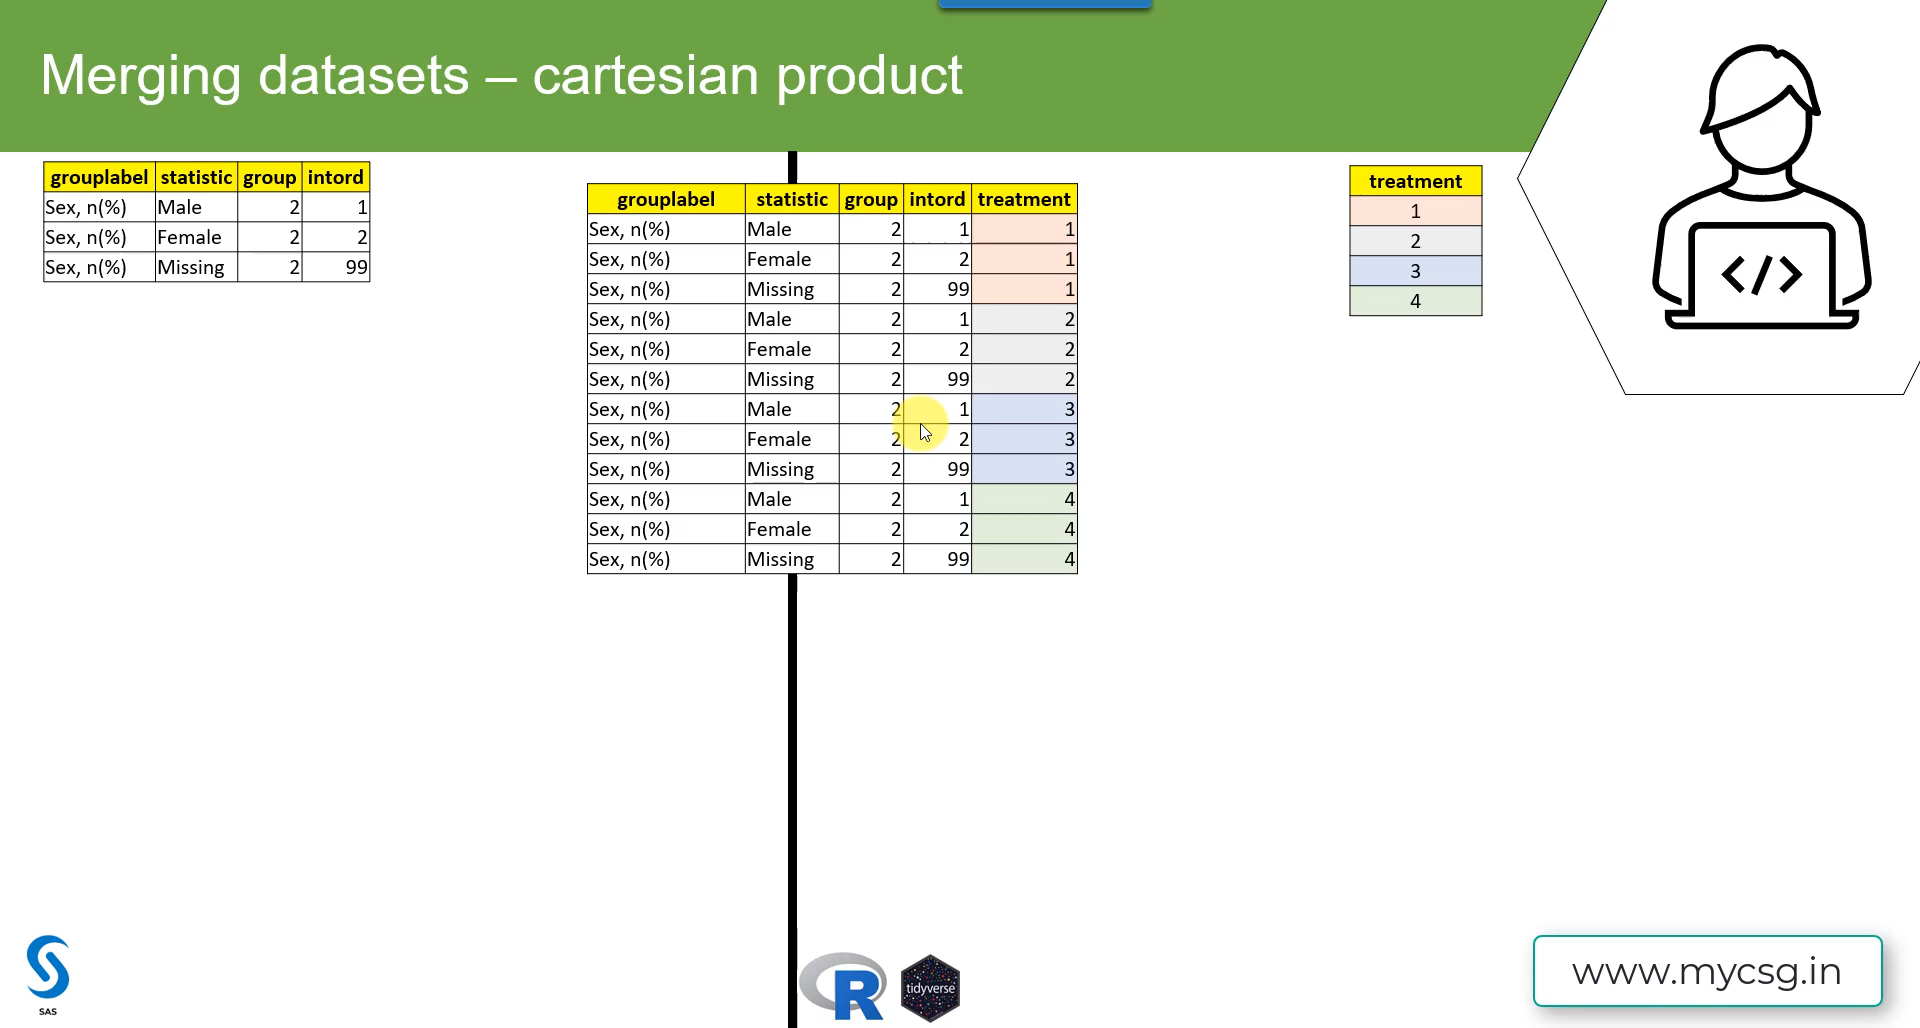 Merging datasets – cartesian product
grouplabel statistic group intord
Sex, n(%) Male 2 1
Sex, n(%) Female 2 2
Sex, n(%) Missing 2 99
grouplabel statistic group intord treatment
Sex, n(%) Male 2 1 1
Sex, n(%) Female 2 2 1
Sex, n(%) Missing 2 99 1
Sex, n(%) Male 2 1 2
Sex, n(%) Female 2 2 2
Sex, n(%) Missing 2 99 2
Sex, n(%) Male 2 1 3
Sex, n(%) Female 2 2 3
Sex, n(%) Missing 2 99 3
Sex, n(%) Male 2 1 4
Sex, n(%) Female 2 2 4
Sex, n(%) Missing 2 99 4
treatment
1
2
3
4
</>
SAS
R
tidyverse
www.mycsg.in